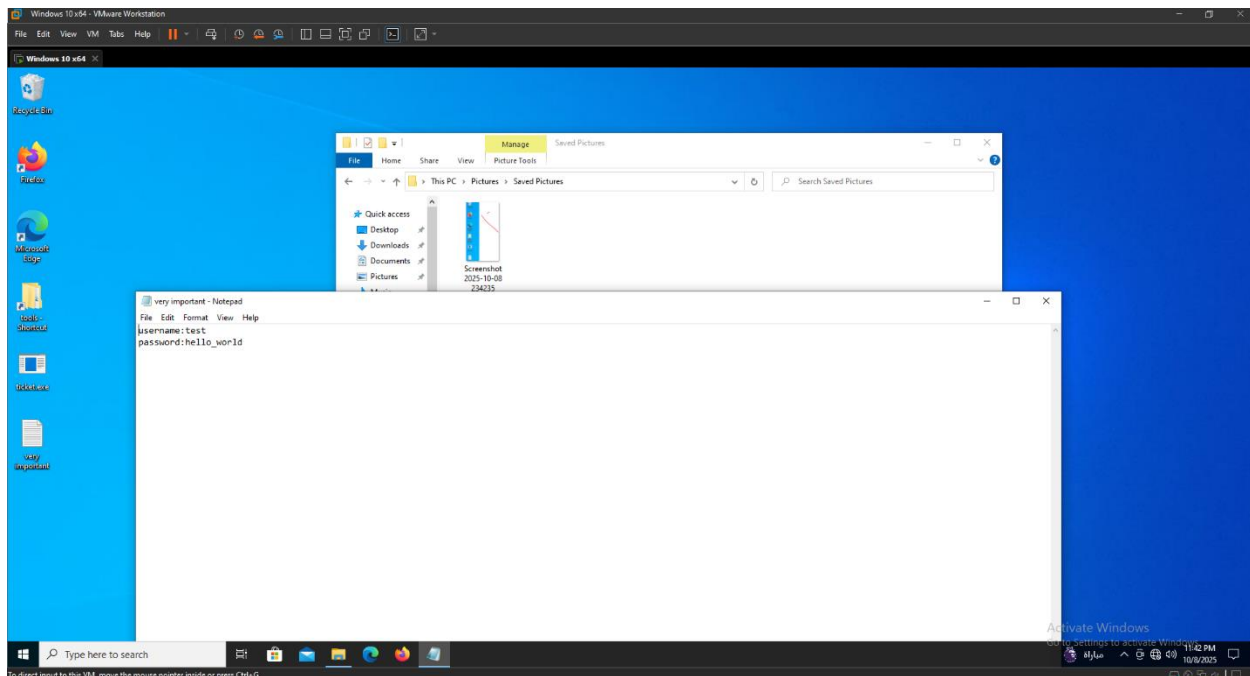 Windows 10 x64 - VMware Workstation
File Edit View VM Tabs Help
Windows 10 x64
Recycle Bin
Firefox
Microsoft
Edge
tools -
Shortcut
ticket.exe
very
important
Manage
Saved Pictures
File Home Share View Picture Tools
This PC > Pictures > Saved Pictures
Search Saved Pictures
Quick access
Desktop
Downloads
Documents
Pictures
Screenshot
2025-10-08
234235
very important - Notepad
File Edit Format View Help
username:test
password:hello_world
Activate Windows
Go to Settings to activate Windows.
Type here to search
مباراة
11:42 PM
10/8/2025
To direct input to this VM, move the mouse pointer inside or press Ctrl+G.